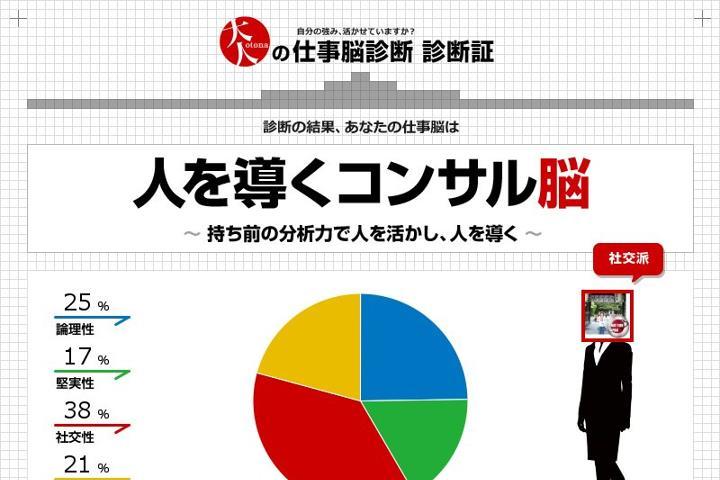 自分の強み、活かせていますか?
大人
otona
の仕事脳診断 診断証
診断の結果、あなたの仕事脳は
人を導くコンサル脳
～ 持ち前の分析力で人を活かし、人を導く ～
社交派
25 %
論理性
17 %
堅実性
38 %
社交性
21 %